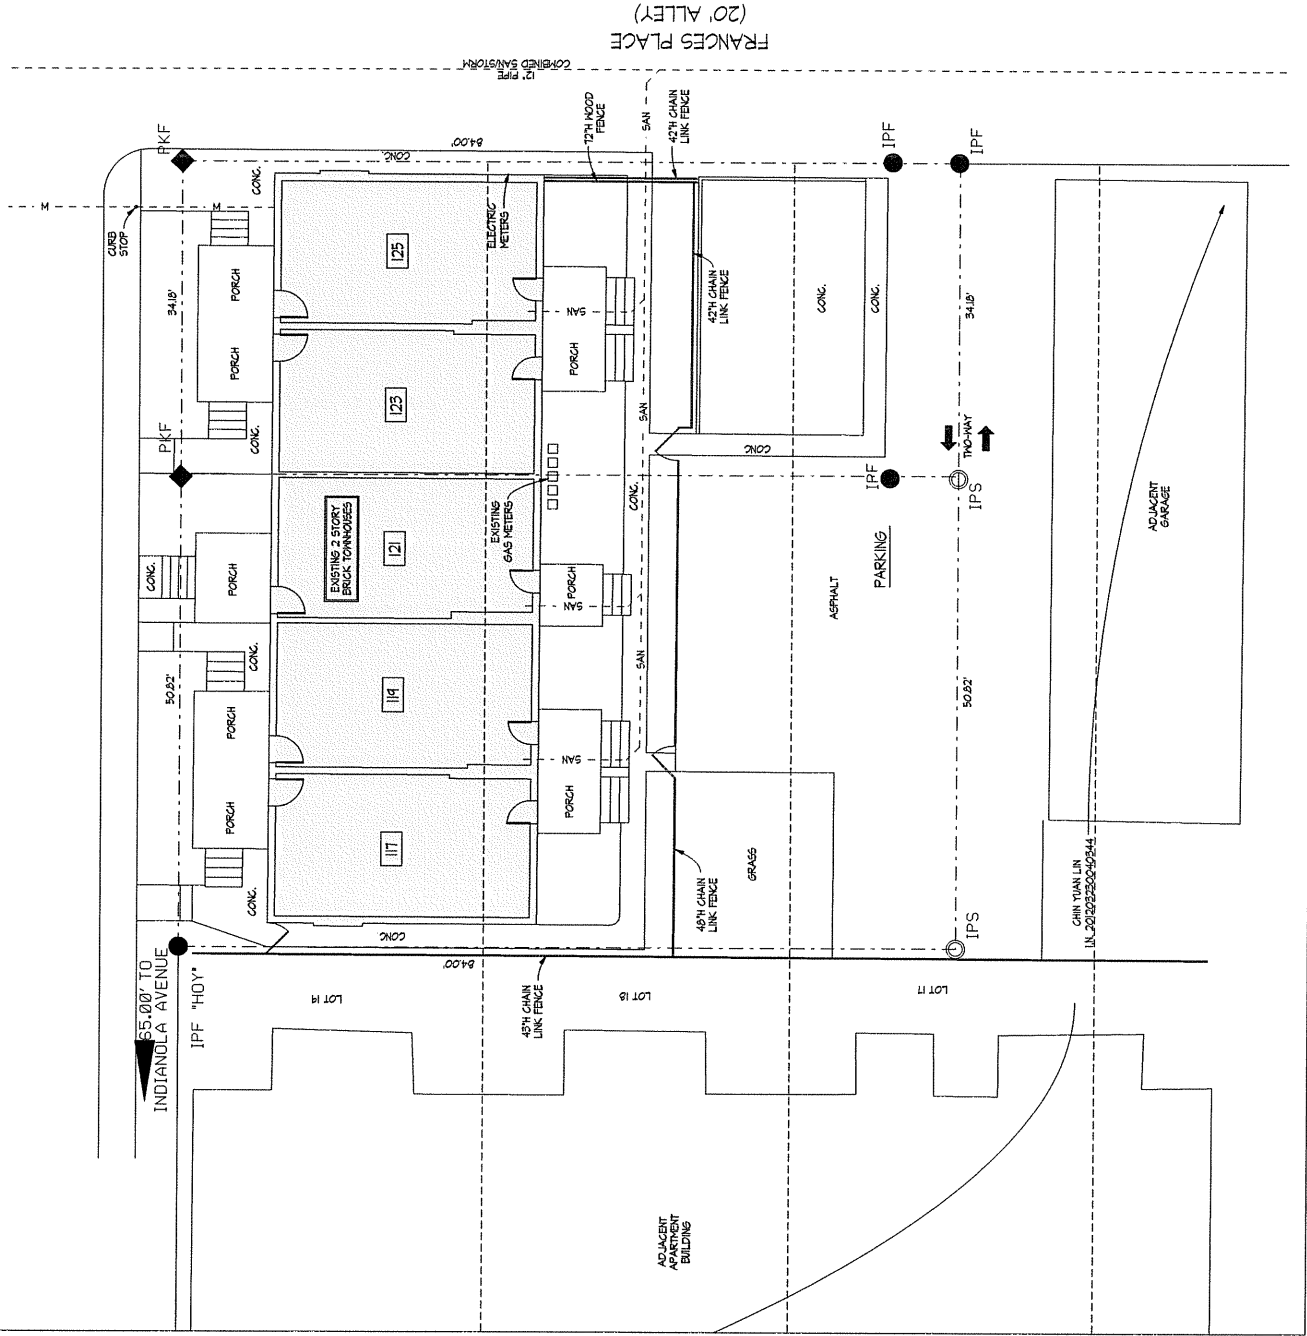 FRANCES PLACE
(20' ALLEY)
12" PIPE
COMBINED SAN/STORM
PKF
CONC.
84.00'
72"H WOOD
FENCE
SAN
42"H CHAIN
LINK FENCE
IPF
IPF
W
W
CURB
STOP
CONC.
ELECTRIC
METERS
125
PORCH
34.18'
SAN
42"H CHAIN
LINK FENCE
CONC.
CONC.
34.18'
PORCH
PORCH
123
SAN
PKF
CONC.
CONC
TWO-WAY
IPF
IPS
EXISTING
GAS METERS
CONC.
EXISTING 2 STORY
BRICK TOWNHOUSES
121
CONC.
PORCH
PORCH
SAN
ASPHALT
PARKING
ADJACENT
GARAGE
CONC.
SAN
50.82'
50.82'
PORCH
119
SAN
PORCH
PORCH
117
GRASS
CONC.
48"H CHAIN
LINK FENCE
CHIN YUAN LIN
I.N. 201203230040344
CONC
84.00'
IPS
65.00' TO
INDIANOLA AVENUE
IPF "HOY"
43"H CHAIN
LINK FENCE
LOT 19
LOT 18
LOT 17
ADJACENT
APARTMENT
BUILDING